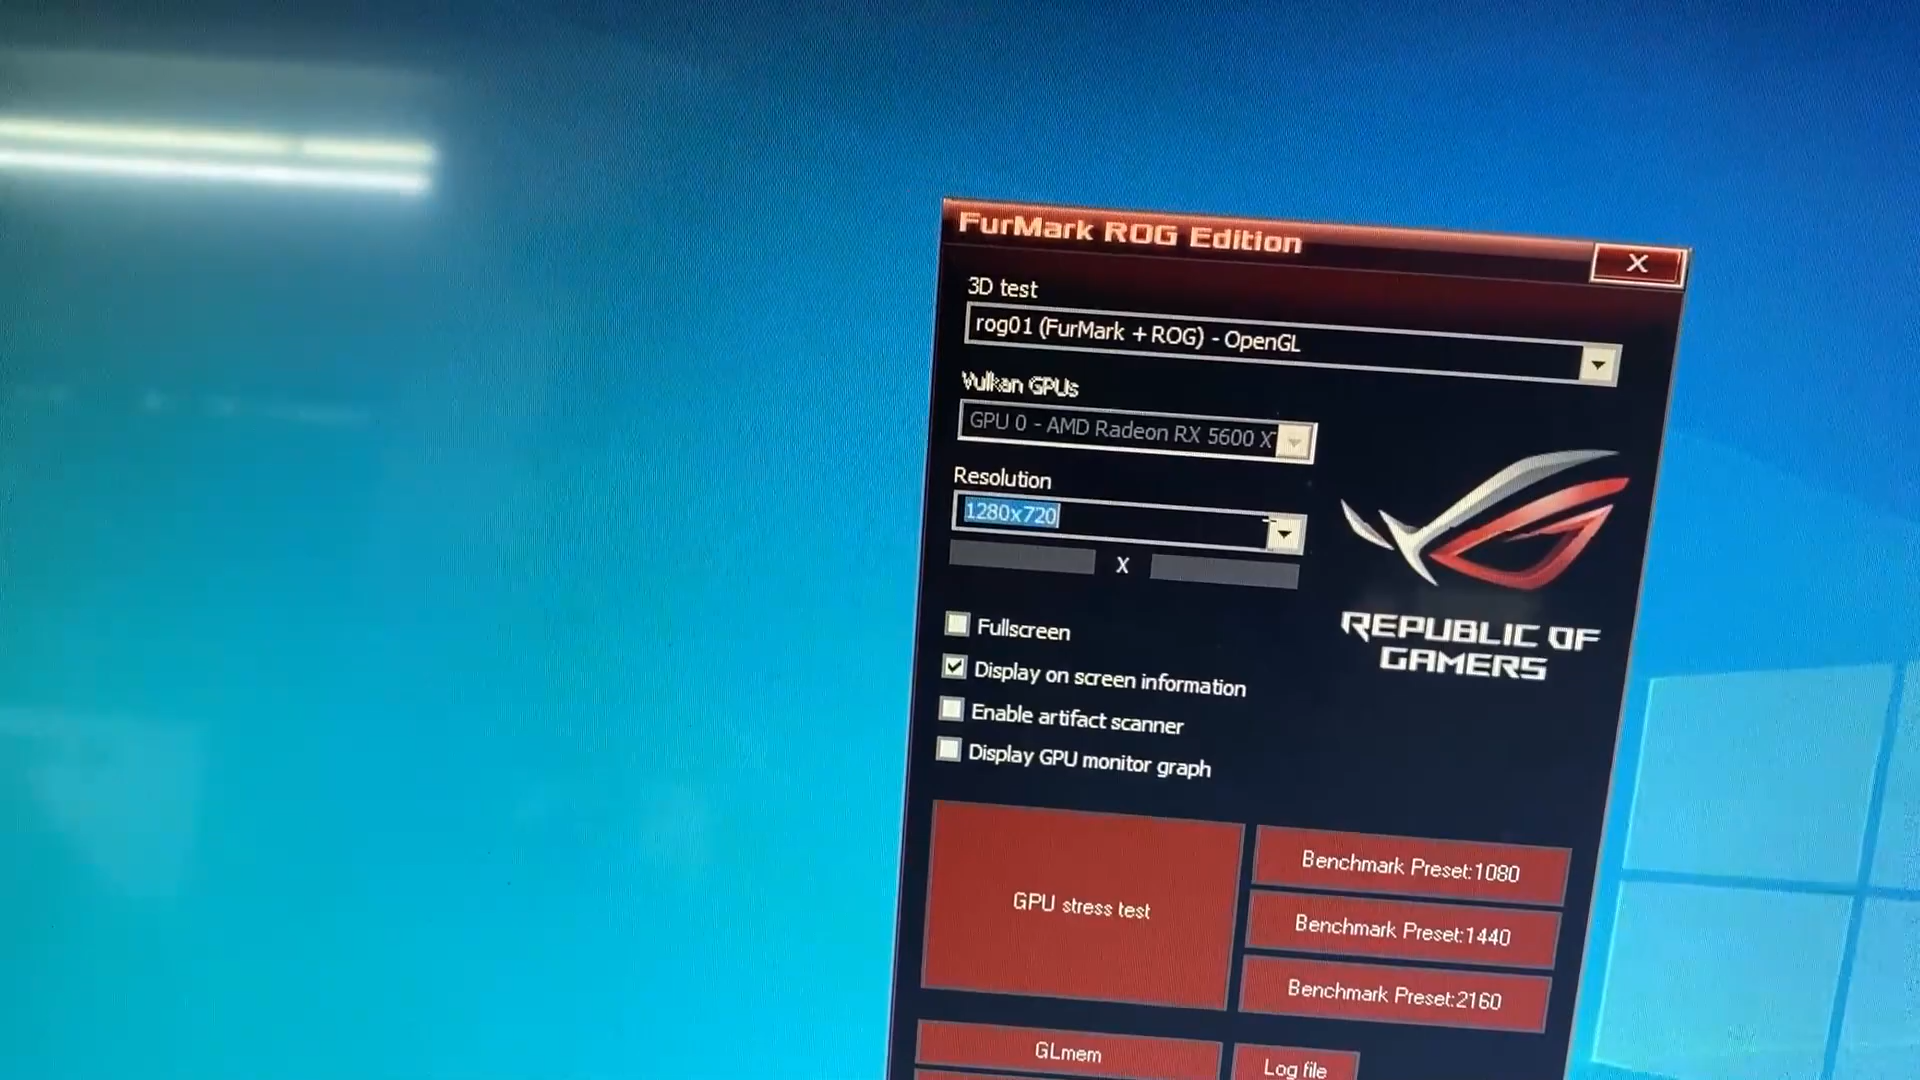 FurMark ROG Edition
X
3D test
rog01 (FurMark + ROG) - OpenGL
Vulkan GPUs
GPU 0 - AMD Radeon RX 5600 X
Resolution
1280x720
X
REPUBLIC OF
GAMERS
Fullscreen
Display on screen information
Enable artifact scanner
Display GPU monitor graph
GPU stress test
Benchmark Preset:1080
Benchmark Preset:1440
Benchmark Preset:2160
GLmem
Log file